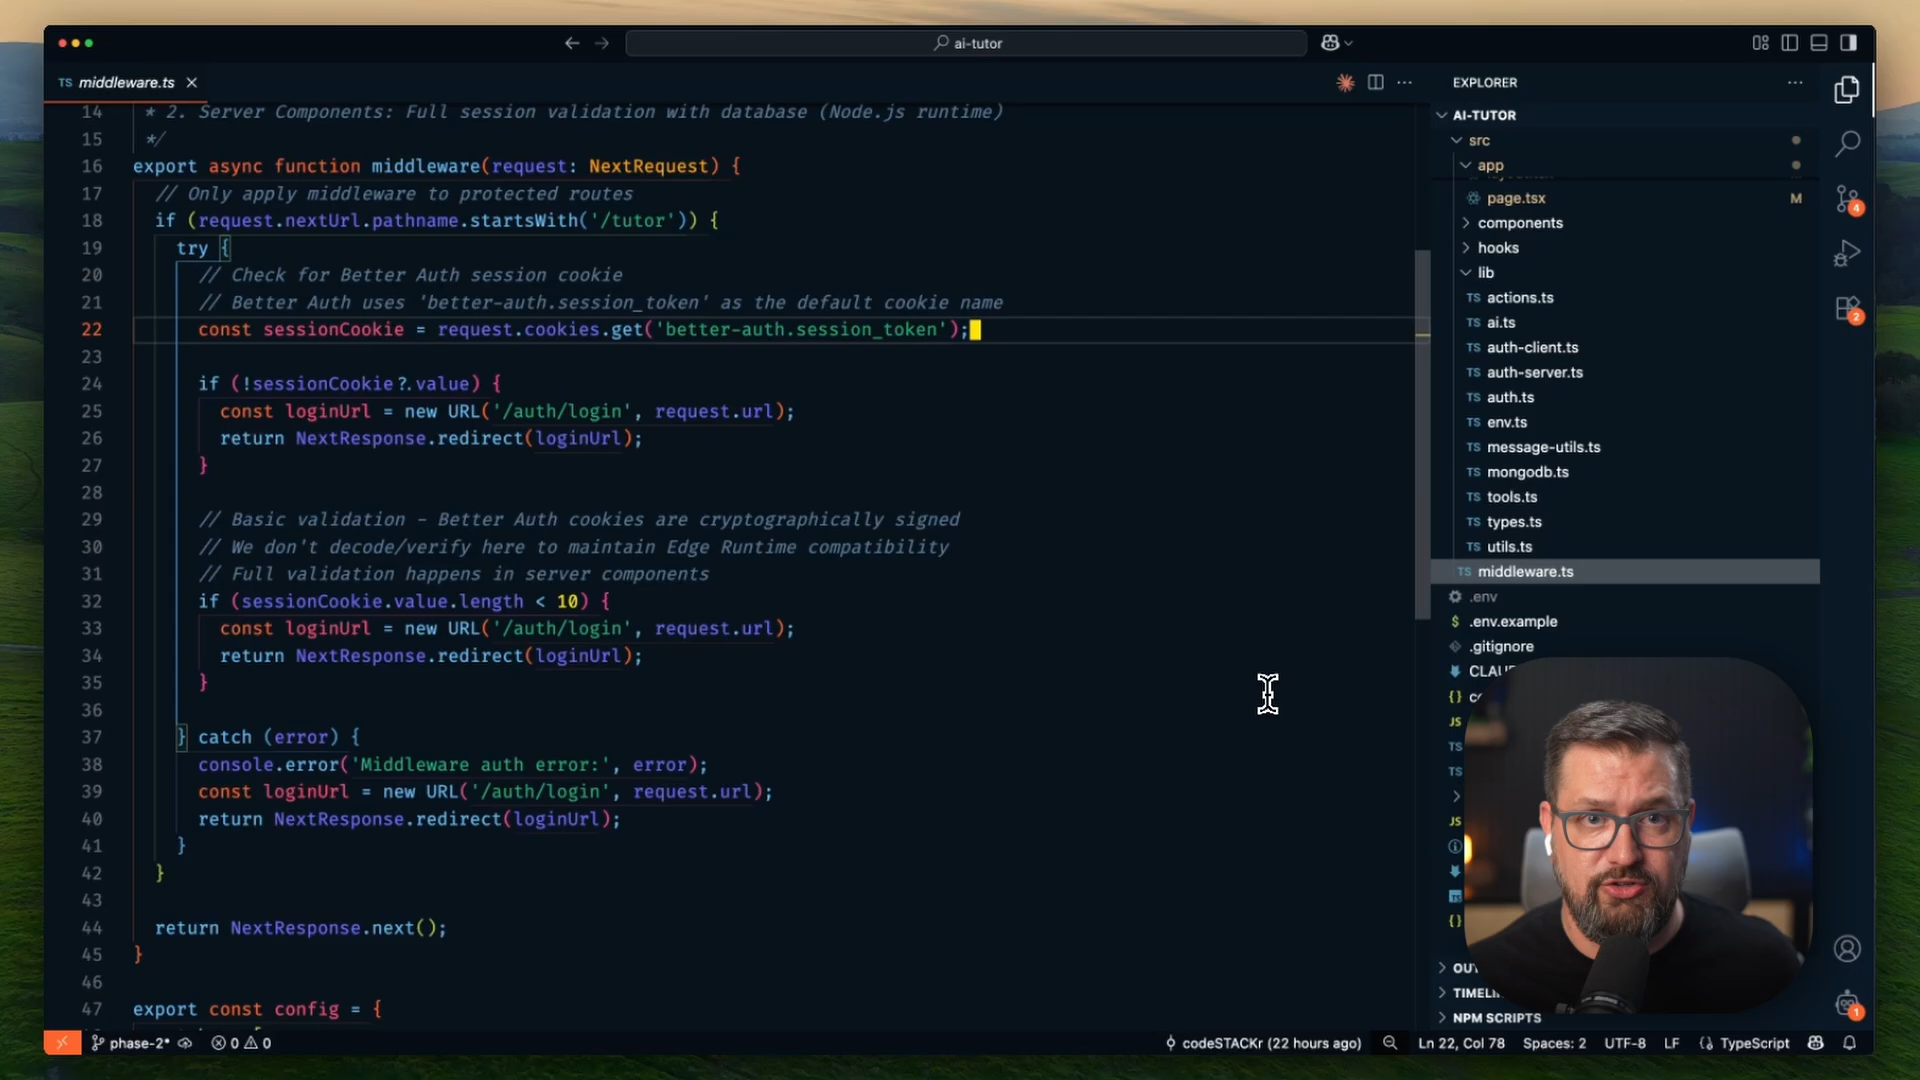 ai-tutor
TS middleware.ts
14 * 2. Server Components: Full session validation with database (Node.js runtime)
15 */
16 export async function middleware(request: NextRequest) {
17 // Only apply middleware to protected routes
18 if (request.nextUrl.pathname.startsWith('/tutor')) {
19 try {
20 // Check for Better Auth session cookie
21 // Better Auth uses 'better-auth.session_token' as the default cookie name
22 const sessionCookie = request.cookies.get('better-auth.session_token');
23
24 if (!sessionCookie?.value) {
25 const loginUrl = new URL('/auth/login', request.url);
26 return NextResponse.redirect(loginUrl);
27 }
28
29 // Basic validation - Better Auth cookies are cryptographically signed
30 // We don't decode/verify here to maintain Edge Runtime compatibility
31 // Full validation happens in server components
32 if (sessionCookie.value.length < 10) {
33 const loginUrl = new URL('/auth/login', request.url);
34 return NextResponse.redirect(loginUrl);
35 }
36
37 } catch (error) {
38 console.error('Middleware auth error:', error);
39 const loginUrl = new URL('/auth/login', request.url);
40 return NextResponse.redirect(loginUrl);
41 }
42 }
43
44 return NextResponse.next();
45 }
46
47 export const config = {
EXPLORER
AI-TUTOR
src
app
page.tsx M
components
hooks
lib
TS actions.ts
TS ai.ts
TS auth-client.ts
TS auth-server.ts
TS auth.ts
TS env.ts
TS message-utils.ts
TS mongodb.ts
TS tools.ts
TS types.ts
TS utils.ts
TS middleware.ts
.env
$ .env.example
.gitignore
{}
JS
TS
TS
JS
{}
NPM SCRIPTS
4
2
1
phase-2*
0 0
codeSTACKr (22 hours ago)
Ln 22, Col 78
Spaces: 2
UTF-8
LF
TypeScript